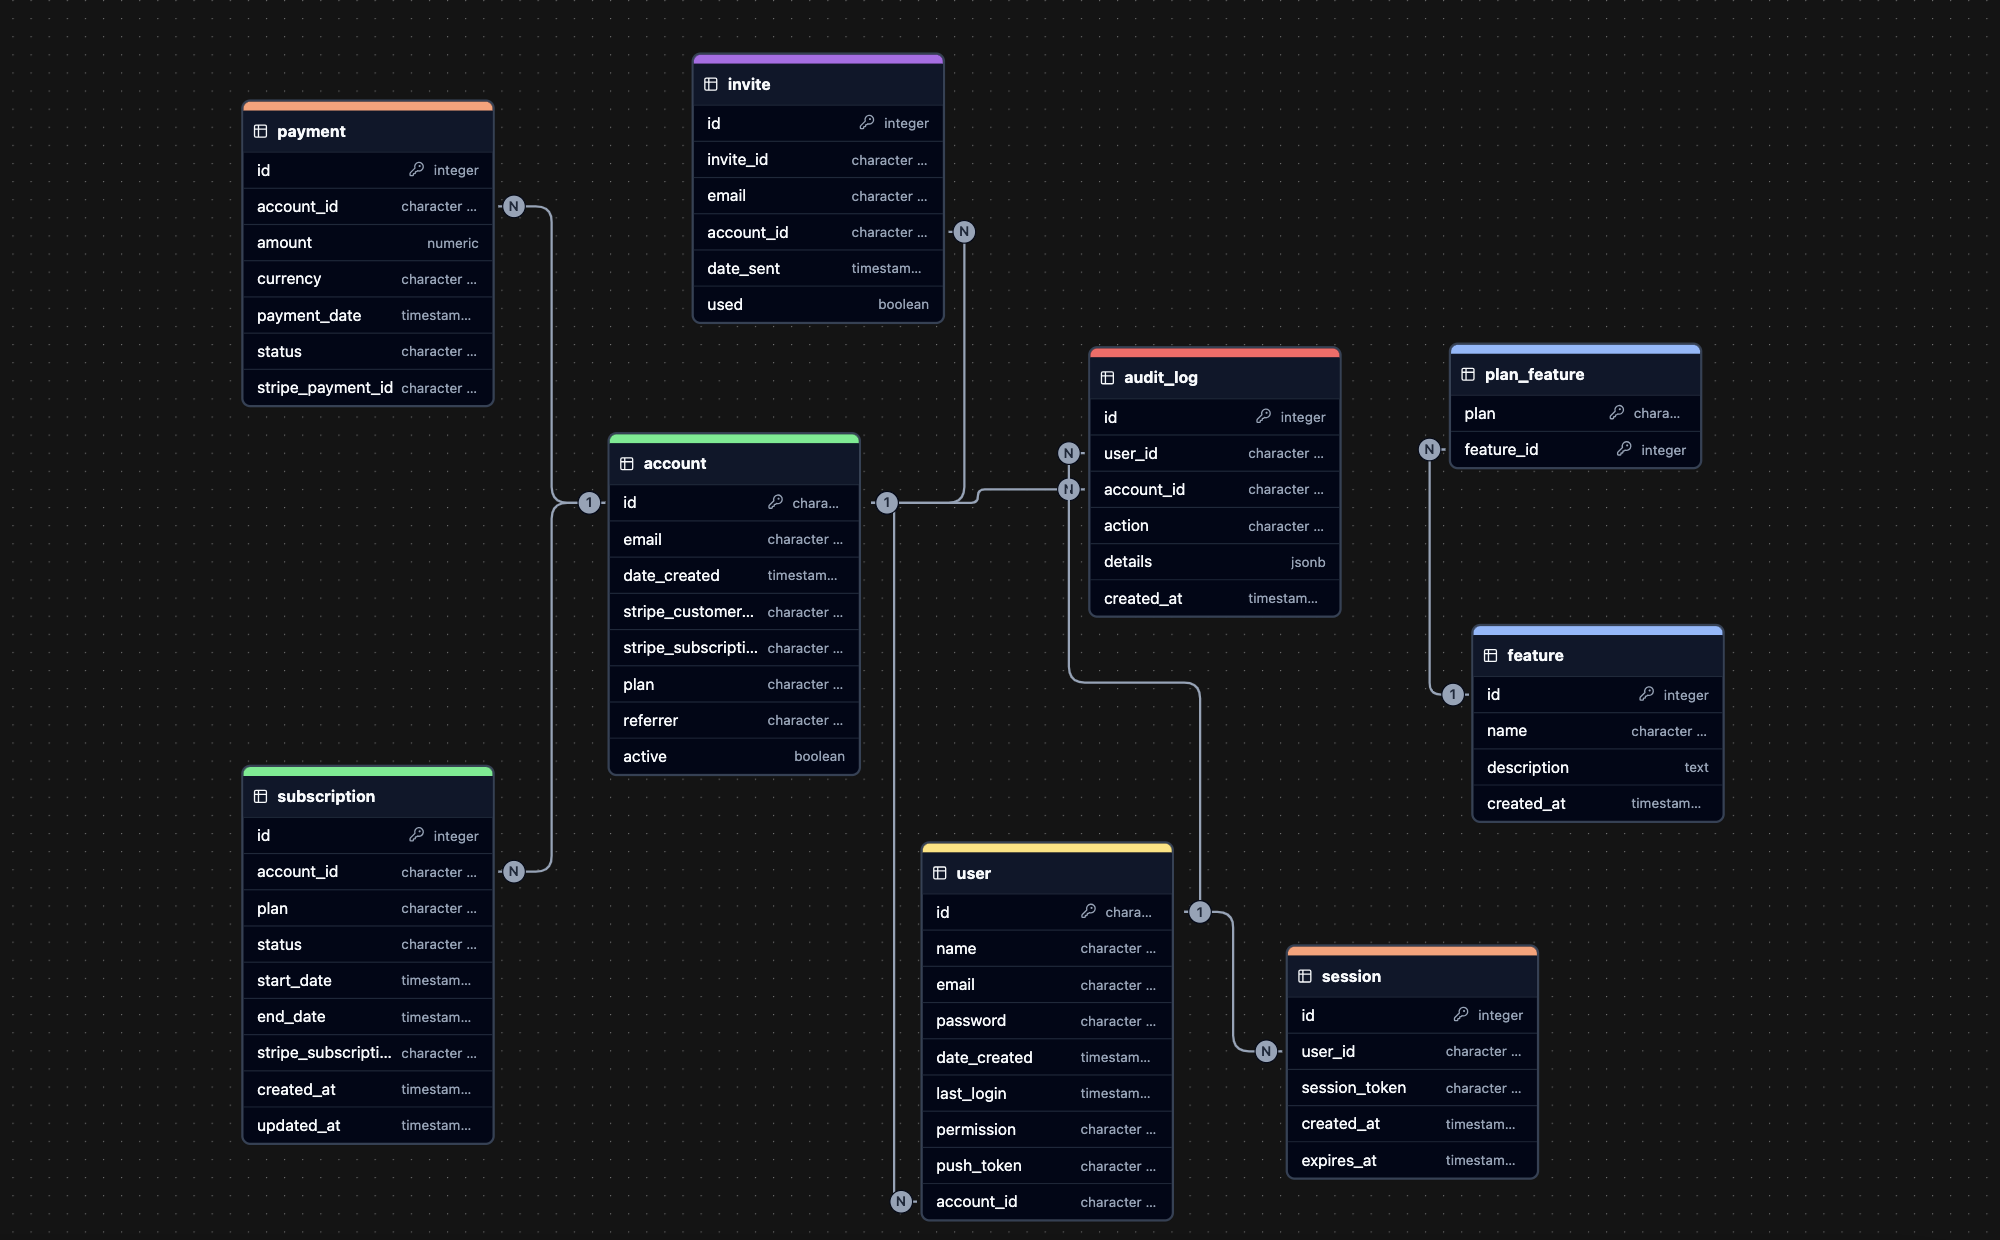 invite
id integer
invite_id character ...
email character ...
account_id character ...
date_sent timestam...
used boolean
payment
id integer
account_id character ...
amount numeric
currency character ...
payment_date timestam...
status character ...
stripe_payment_id character ...
N
N
audit_log
id integer
user_id character ...
account_id character ...
action character ...
details jsonb
created_at timestam...
N
N
plan_feature
plan chara...
feature_id integer
N
account
id chara...
email character ...
date_created timestam...
stripe_customer... character ...
stripe_subscripti... character ...
plan character ...
referrer character ...
active boolean
1
1
feature
id integer
name character ...
description text
created_at timestam...
1
subscription
id integer
account_id character ...
plan character ...
status character ...
start_date timestam...
end_date timestam...
stripe_subscripti... character ...
created_at timestam...
updated_at timestam...
N
user
id chara...
name character ...
email character ...
password character ...
date_created timestam...
last_login timestam...
permission character ...
push_token character ...
account_id character ...
1
N
session
id integer
user_id character ...
session_token character ...
created_at timestam...
expires_at timestam...
N